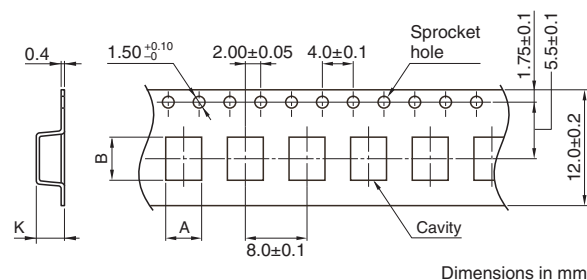 0.4
1.50 +0.10 −0
2.00±0.05
4.0±0.1
Sprocket
hole
1.75±0.1
5.5±0.1
12.0±0.2
B
K
A
8.0±0.1
Cavity
Dimensions in mm